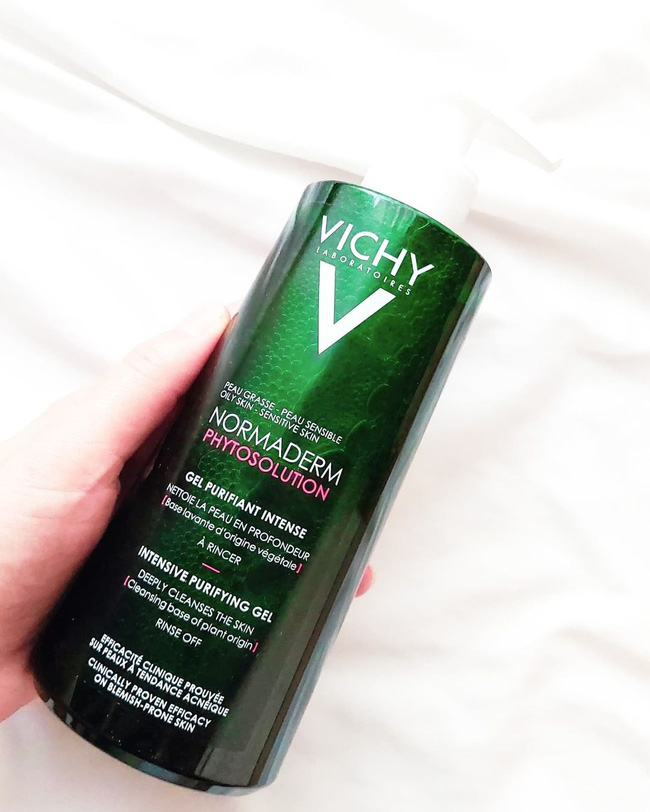 VICHY
LABORATOIRES
V
PEAU GRASSE - PEAU SENSIBLE
OILY SKIN - SENSITIVE SKIN
NORMADERM
PHYTOSOLUTION
GEL PURIFIANT INTENSE
NETTOIE LA PEAU EN PROFONDEUR
[Base lavante d'origine végétale]
À RINCER
INTENSIVE PURIFYING GEL
DEEPLY CLEANSES THE SKIN
[Cleansing base of plant origin]
RINSE OFF
EFFICACITÉ CLINIQUE PROUVÉE
SUR PEAUX À TENDANCE ACNÉIQUE
CLINICALLY PROVEN EFFICACY
ON BLEMISH-PRONE SKIN